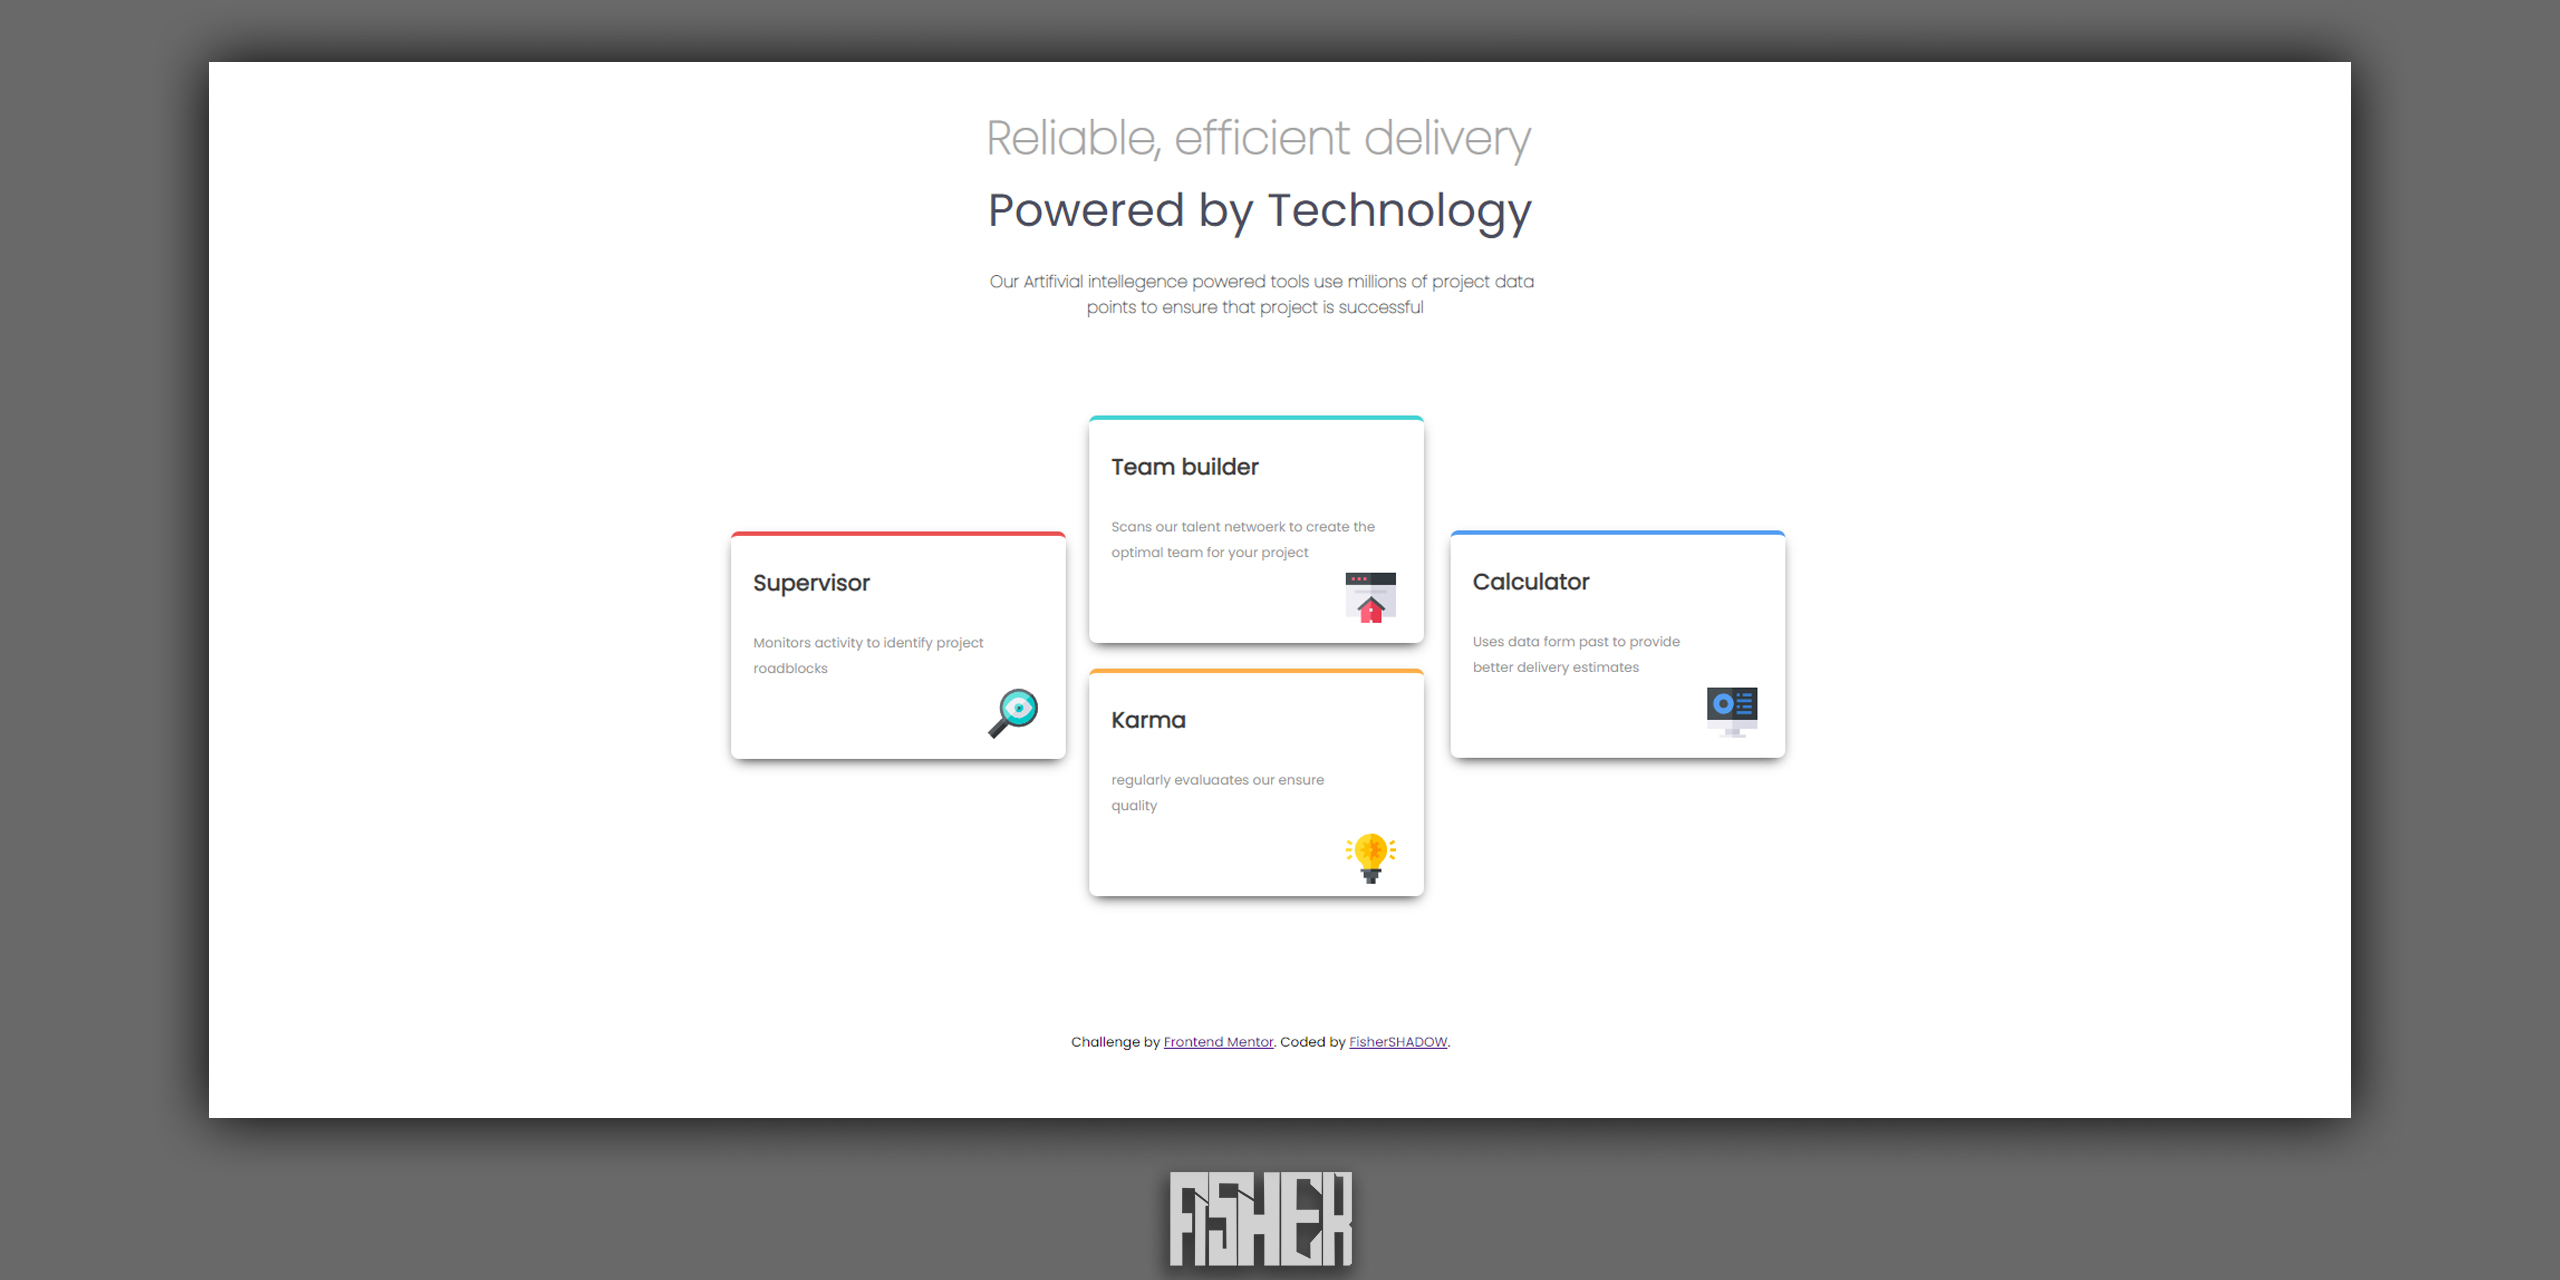 Reliable, efficient delivery
Powered by Technology
Our Artifivial intellegence powered tools use millions of project data
points to ensure that project is successful
Team builder
Scans our talent netwoerk to create the
optimal team for your project
Supervisor
Monitors activity to identify project
roadblocks
Calculator
Uses data form past to provide
better delivery estimates
Karma
regularly evaluaates our ensure
quality
Challenge by Frontend Mentor. Coded by FisherSHADOW.
FISHER